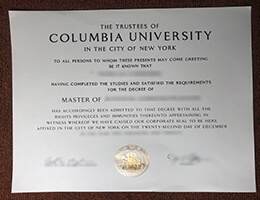 THE TRUSTEES OF
COLUMBIA UNIVERSITY
IN THE CITY OF NEW YORK
TO ALL PERSONS TO WHOM THESE PRESENTS MAY COME GREETING
BE IT KNOWN THAT
HAVING COMPLETED THE STUDIES AND SATISFIED THE REQUIREMENTS
FOR THE DEGREE OF
MASTER OF
HAS ACCORDINGLY BEEN ADMITTED TO THAT DEGREE WITH ALL THE
RIGHTS PRIVILEGES AND IMMUNITIES THEREUNTO APPERTAINING IN
WITNESS WHEREOF WE HAVE CAUSED OUR CORPORATE SEAL TO BE HERE
AFFIXED IN THE CITY OF NEW YORK ON THE TWENTY-SECOND DAY OF DECEMBER